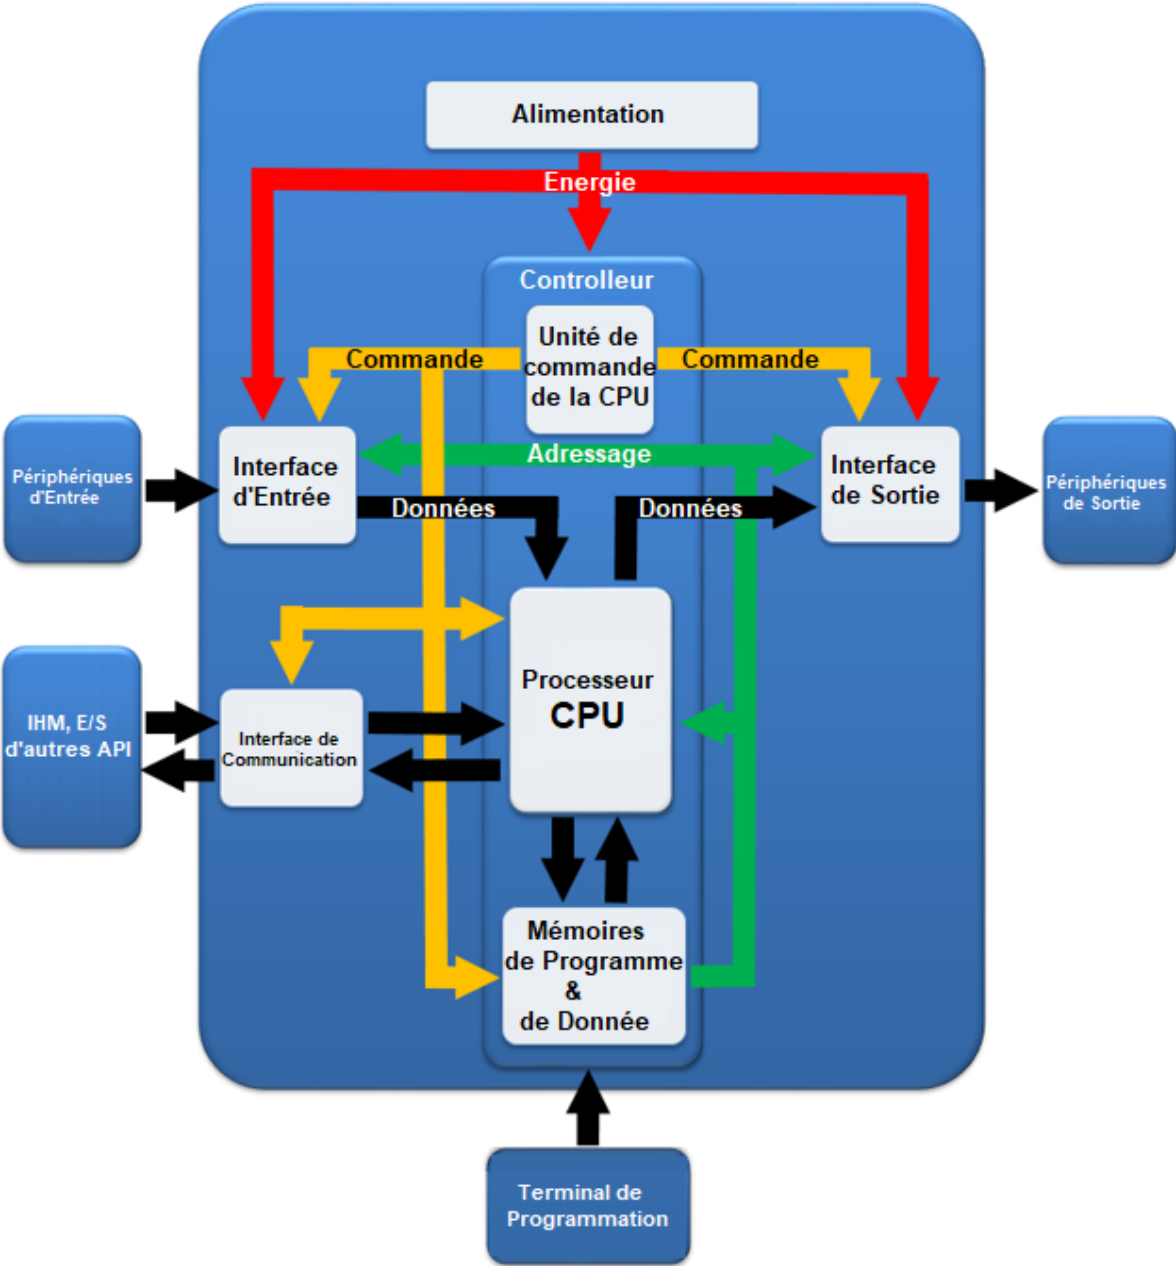 Alimentation
Energie
Controlleur
Unité de
commande
de la CPU
Commande
Commande
Adressage
Périphériques
d'Entrée
Interface
d'Entrée
Données
Données
Interface
de Sortie
Périphériques
de Sortie
IHM, E/S
d'autres API
Interface de
Communication
Processeur
CPU
Mémoires
de Programme
&
de Donnée
Terminal de
Programmation